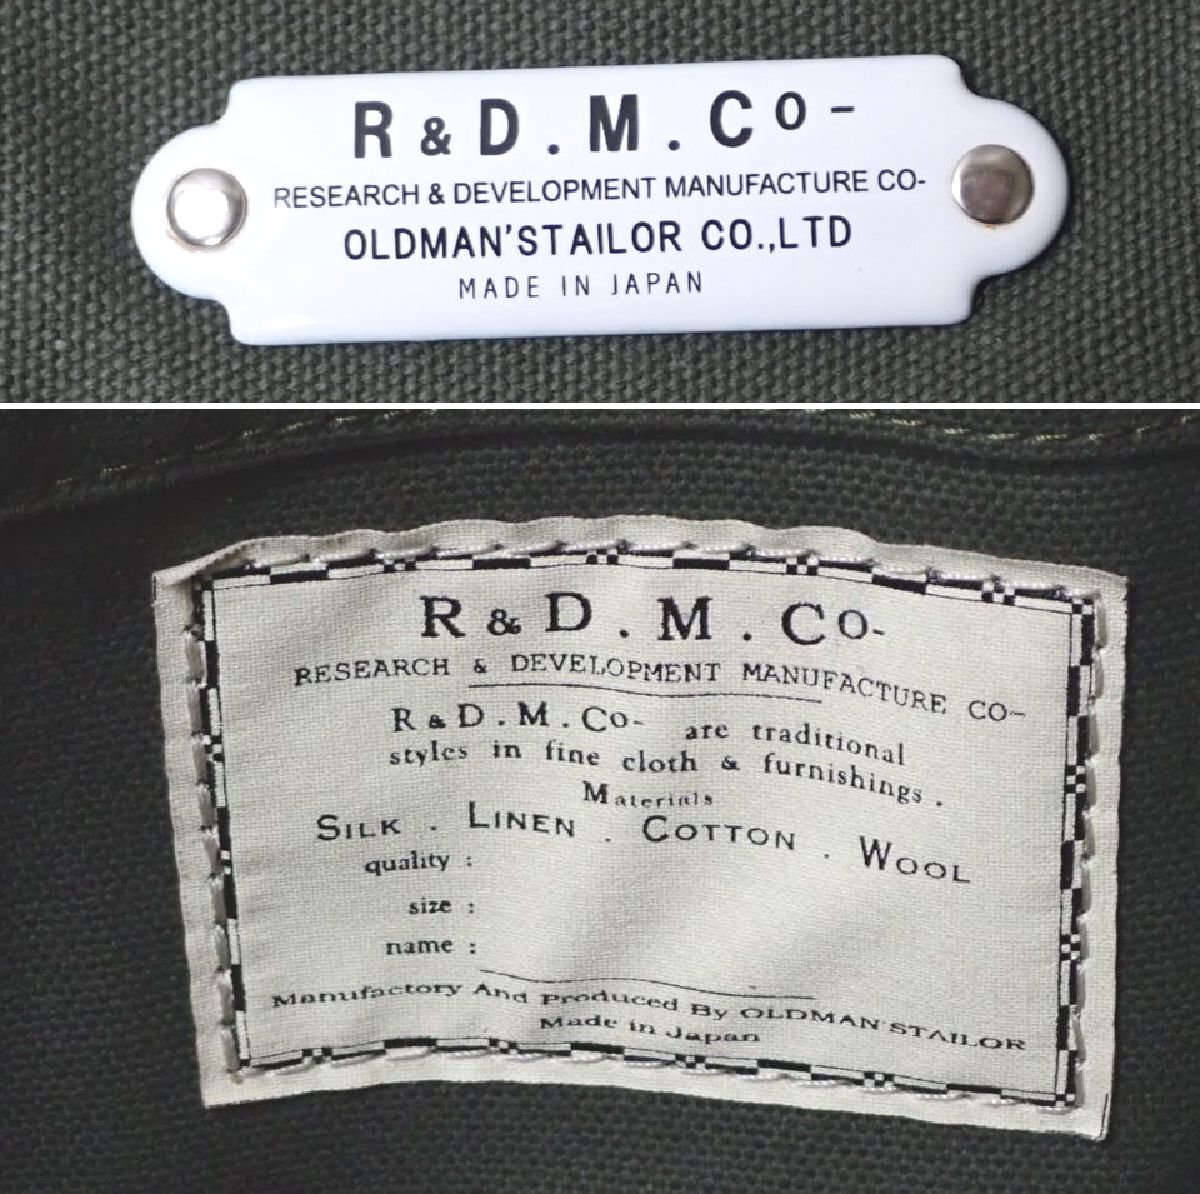 R & D . M . Co -
RESEARCH & DEVELOPMENT MANUFACTURE CO-
OLDMAN'STAILOR CO.,LTD
MADE IN JAPAN
R & D . M . Co-
RESEARCH & DEVELOPMENT MANUFACTURE CO-
R & D . M . Co- are traditional
styles in fine cloth & furnishings .
Materials
SILK . LINEN . COTTON . WOOL
quality :
size :
name :
Manufactory And Produced By OLDMAN'STAILOR
Made in Japan